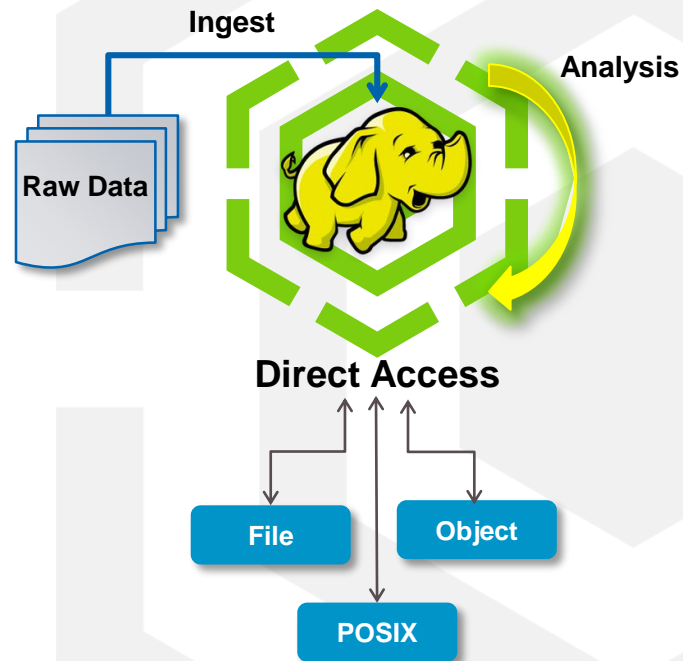 Ingest
Analysis
Raw Data
Direct Access
File
Object
POSIX